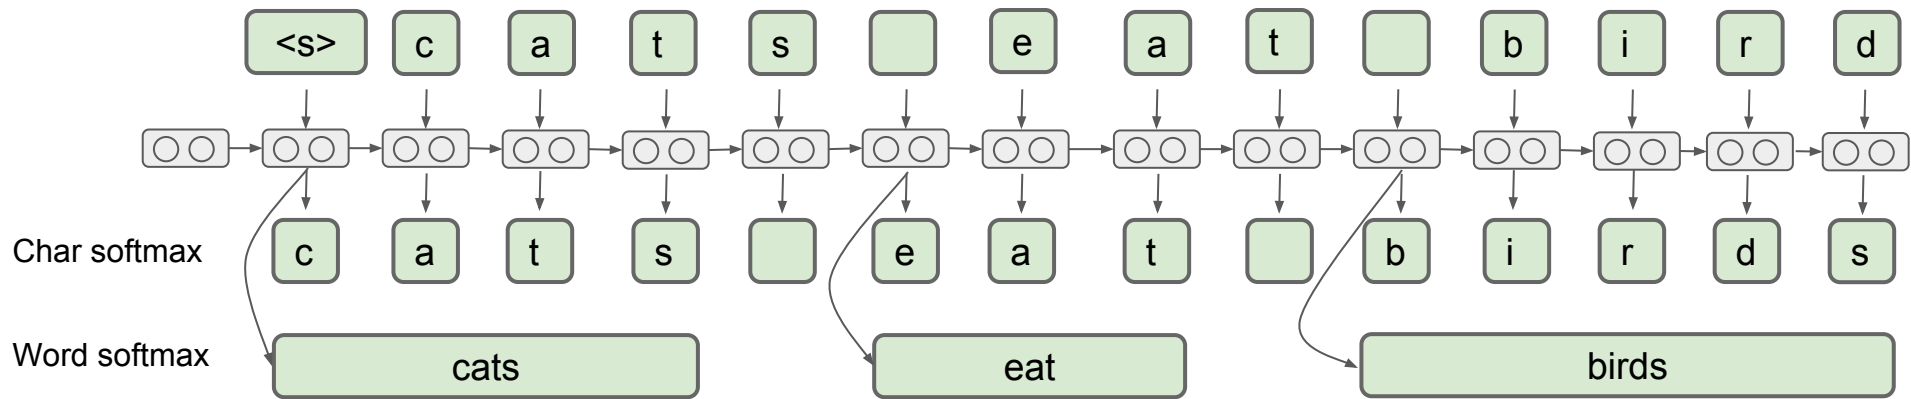 <s> c a t s e a t b i r d
Char softmax c a t s e a t b i r d s
Word softmax cats eat birds